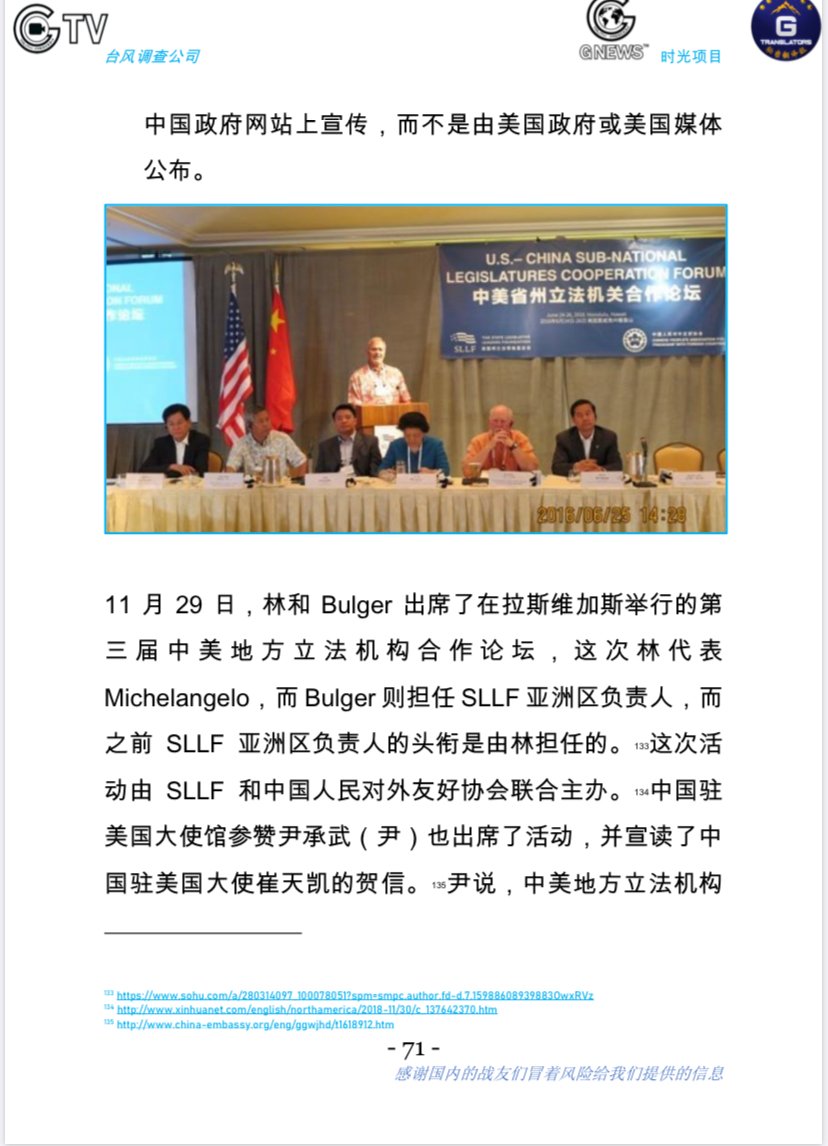 GTV
台风调查公司
GNEWS™
时光项目
G
TRANSLATORS
中国政府网站上宣传，而不是由美国政府或美国媒体
公布。
U.S.– CHINA SUB-NATIONAL
LEGISLATURES COOPERATION FORUM
中美省州立法机关合作论坛
ONAL
ON FORUM
作论坛
SLLF
THE STATE LEGISLATIVE
LEADERS FOUNDATION
2016/06/25 14:28
11 月 29 日，林和 Bulger 出席了在拉斯维加斯举行的第
三届中美地方立法机构合作论坛，这次林代表
Michelangelo，而 Bulger 则担任 SLLF 亚洲区负责人，而
之前 SLLF 亚洲区负责人的头衔是由林担任的。133这次活
动由 SLLF 和中国人民对外友好协会联合主办。134中国驻
美国大使馆参赞尹承武（尹）也出席了活动，并宣读了中
国驻美国大使崔天凯的贺信。135尹说，中美地方立法机构
133 https://www.sohu.com/a/280314097_100078051?spm=smpc.author.fd-d.7.15988608939883OwxRVz
134 http://www.xinhuanet.com/english/northamerica/2018-11/30/c_137642370.htm
135 http://www.china-embassy.org/eng/ggwjhd/t1618912.htm
- 71 -
感谢国内的战友们冒着风险给我们提供的信息